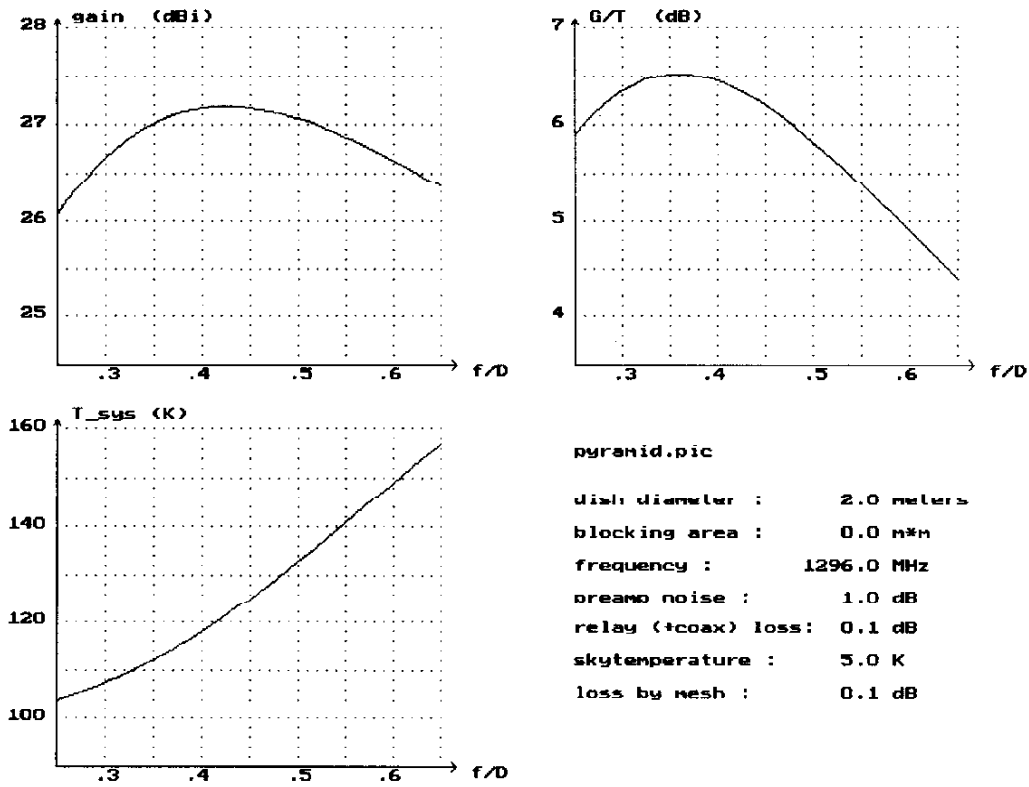 gain (dBi)
28
27
26
25
.3 .4 .5 .6 f/D
G/T (dB)
7
6
5
4
.3 .4 .5 .6 f/D
T_sys (K)
160
140
120
100
.3 .4 .5 .6 f/D
pyramid.pic
dish diameter : 2.0 meters
blocking area : 0.0 m*m
frequency : 1296.0 MHz
preamp noise : 1.0 dB
relay (+coax) loss: 0.1 dB
skytemperature : 5.0 K
loss by mesh : 0.1 dB